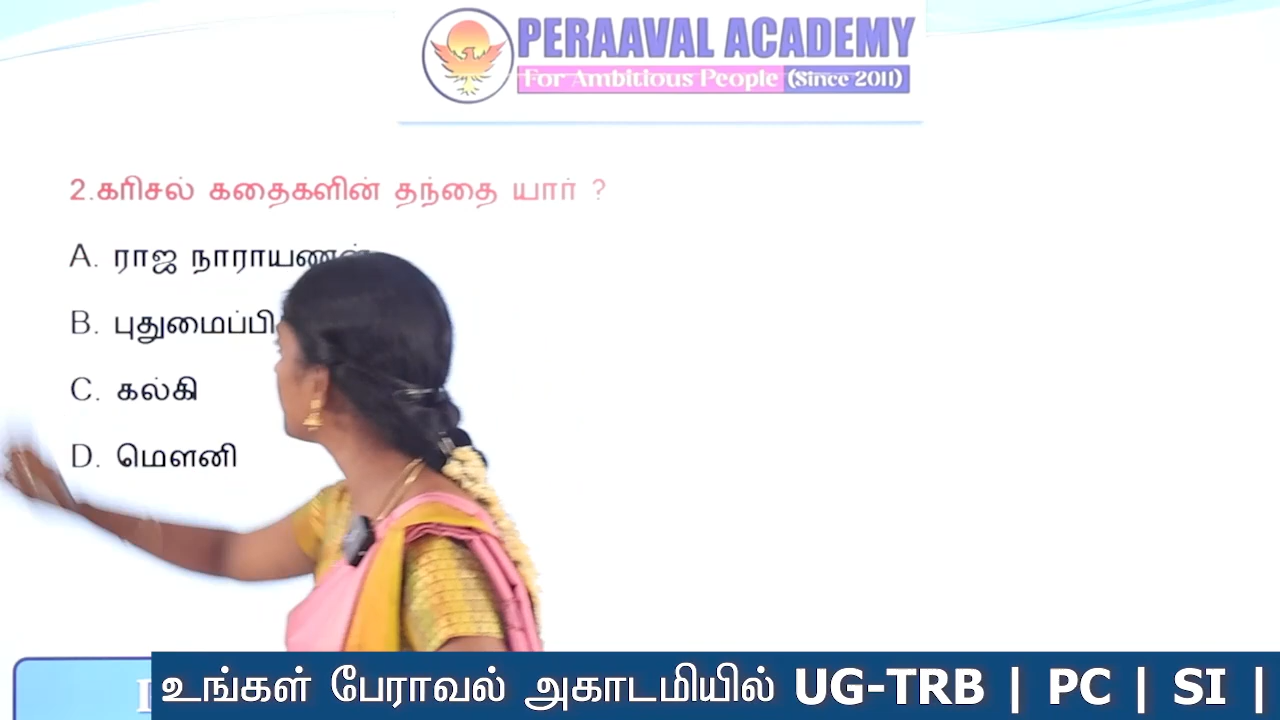 PERAAVAL ACADEMY
For Ambitious People (Since 2011)
2.கரிசல் கதைகளின் தந்தை யார் ?
A. ராஜ நாராயணன்
B.
C. கல்கி
D. மௌனி
உங்கள் பேராவல் அகாடமியில் UG-TRB | PC | SI |